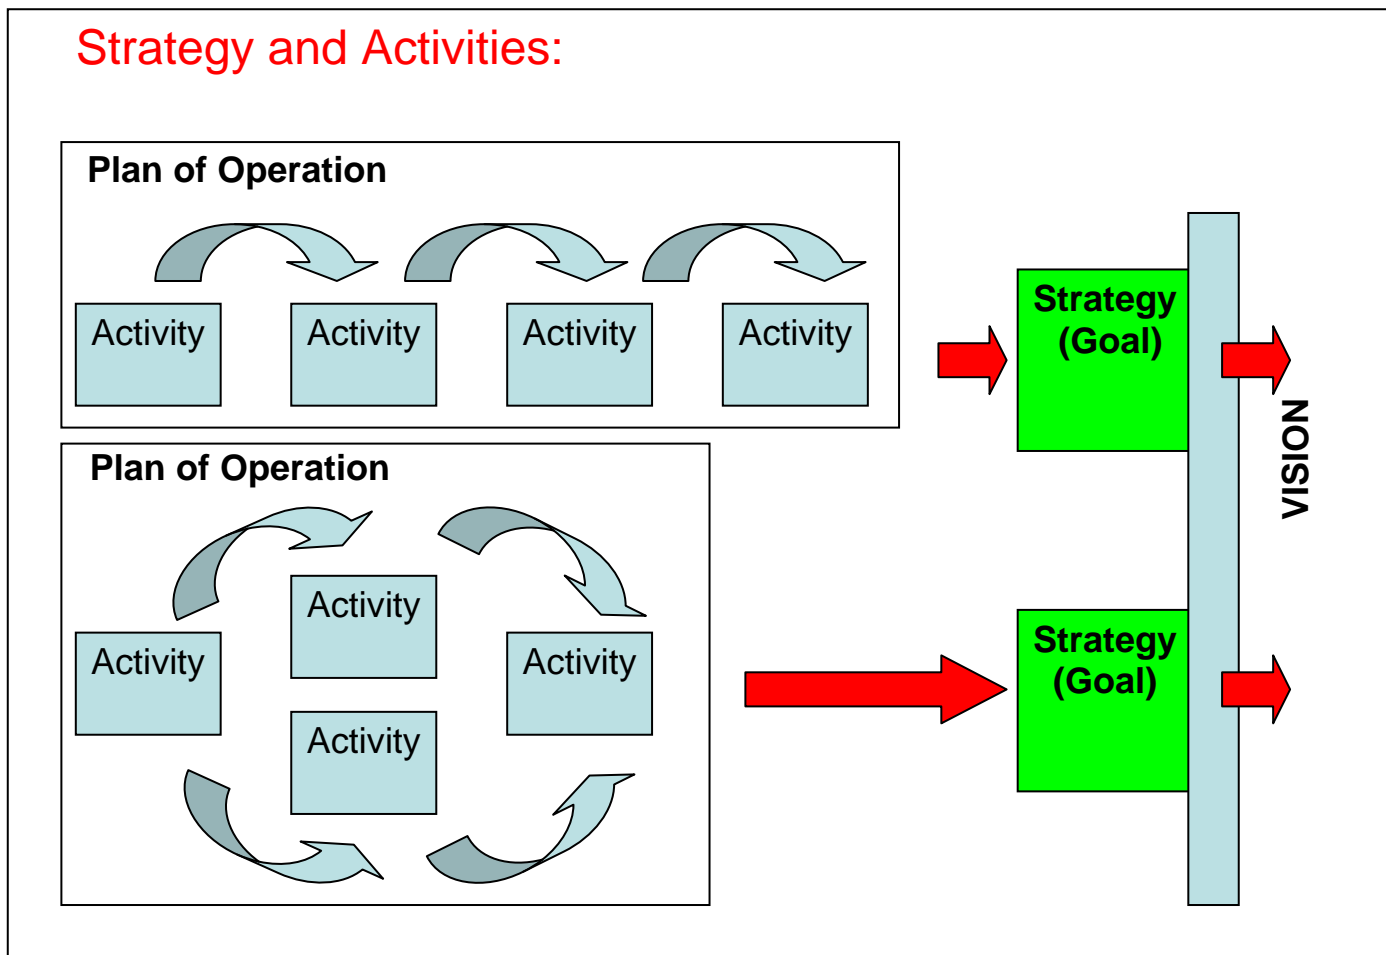 Strategy and Activities:
Plan of Operation
Activity
Activity
Activity
Activity
Strategy
(Goal)
VISION
Plan of Operation
Activity
Activity
Activity
Activity
Strategy
(Goal)